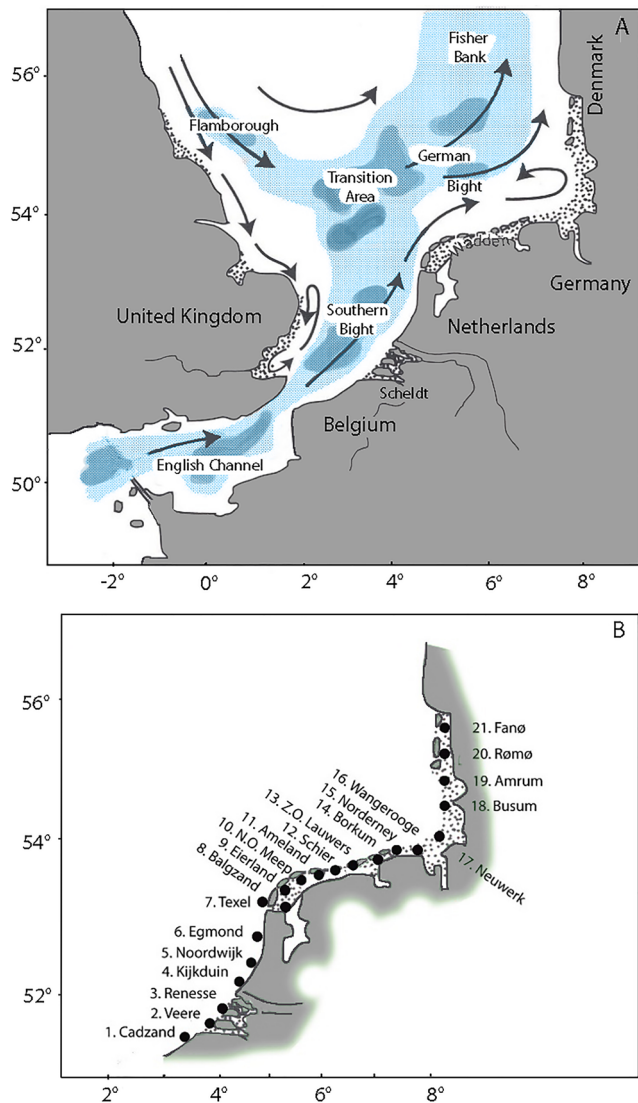 A
Fisher
Bank
Denmark
56°
Flamborough
German
Transition
Area
Bight
54°
Germany
United Kingdom
Southern
Bight
Netherlands
52°
Scheldt
Belgium
English Channel
50°
-2°
0°
2°
4°
6°
8°
B
56°
21. Fanø
20. Rømø
19. Amrum
18. Busum
17. Neuwerk
16. Wangerooge
15. Norderney
14. Borkum
13. Z.O. Lauwers
12. Schier
11. Ameland
10. N.O. Meep
9. Eierland
8. Balgzand
54°
7. Texel
6. Egmond
5. Noordwijk
4. Kijkduin
3. Renesse
2. Veere
1. Cadzand
52°
2°
4°
6°
8°